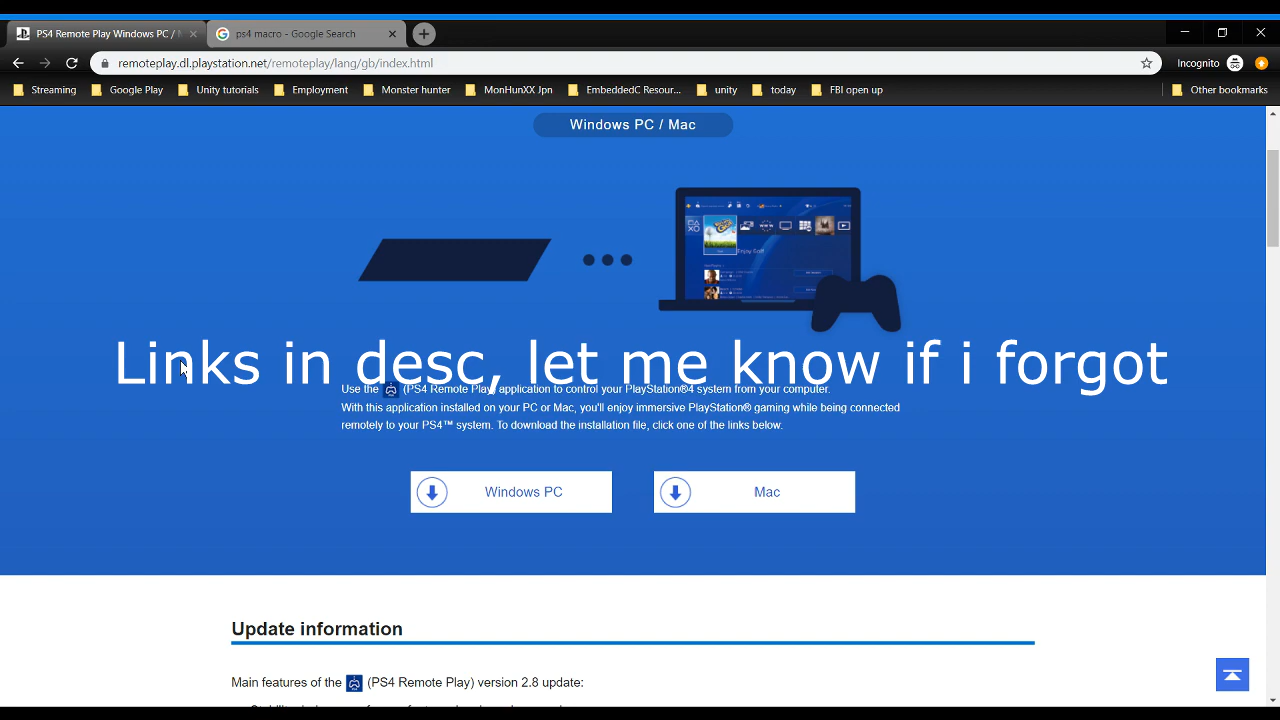 PS4 Remote Play Windows PC /
ps4 macro - Google Search
remoteplay.dl.playstation.net/remoteplay/lang/gb/index.html
Incognito
Streaming
Google Play
Unity tutorials
Employment
Monster hunter
MonHunXX Jpn
EmbeddedC Resour...
unity
today
FBI open up
Other bookmarks
Windows PC / Mac
Enjoy Golf
Links in desc, let me know if i forgot
Use the (PS4 Remote Play) application to control your PlayStation®4 system from your computer.
With this application installed on your PC or Mac, you'll enjoy immersive PlayStation® gaming while being connected
remotely to your PS4™ system. To download the installation file, click one of the links below.
Windows PC
Mac
Update information
Main features of the (PS4 Remote Play) version 2.8 update: